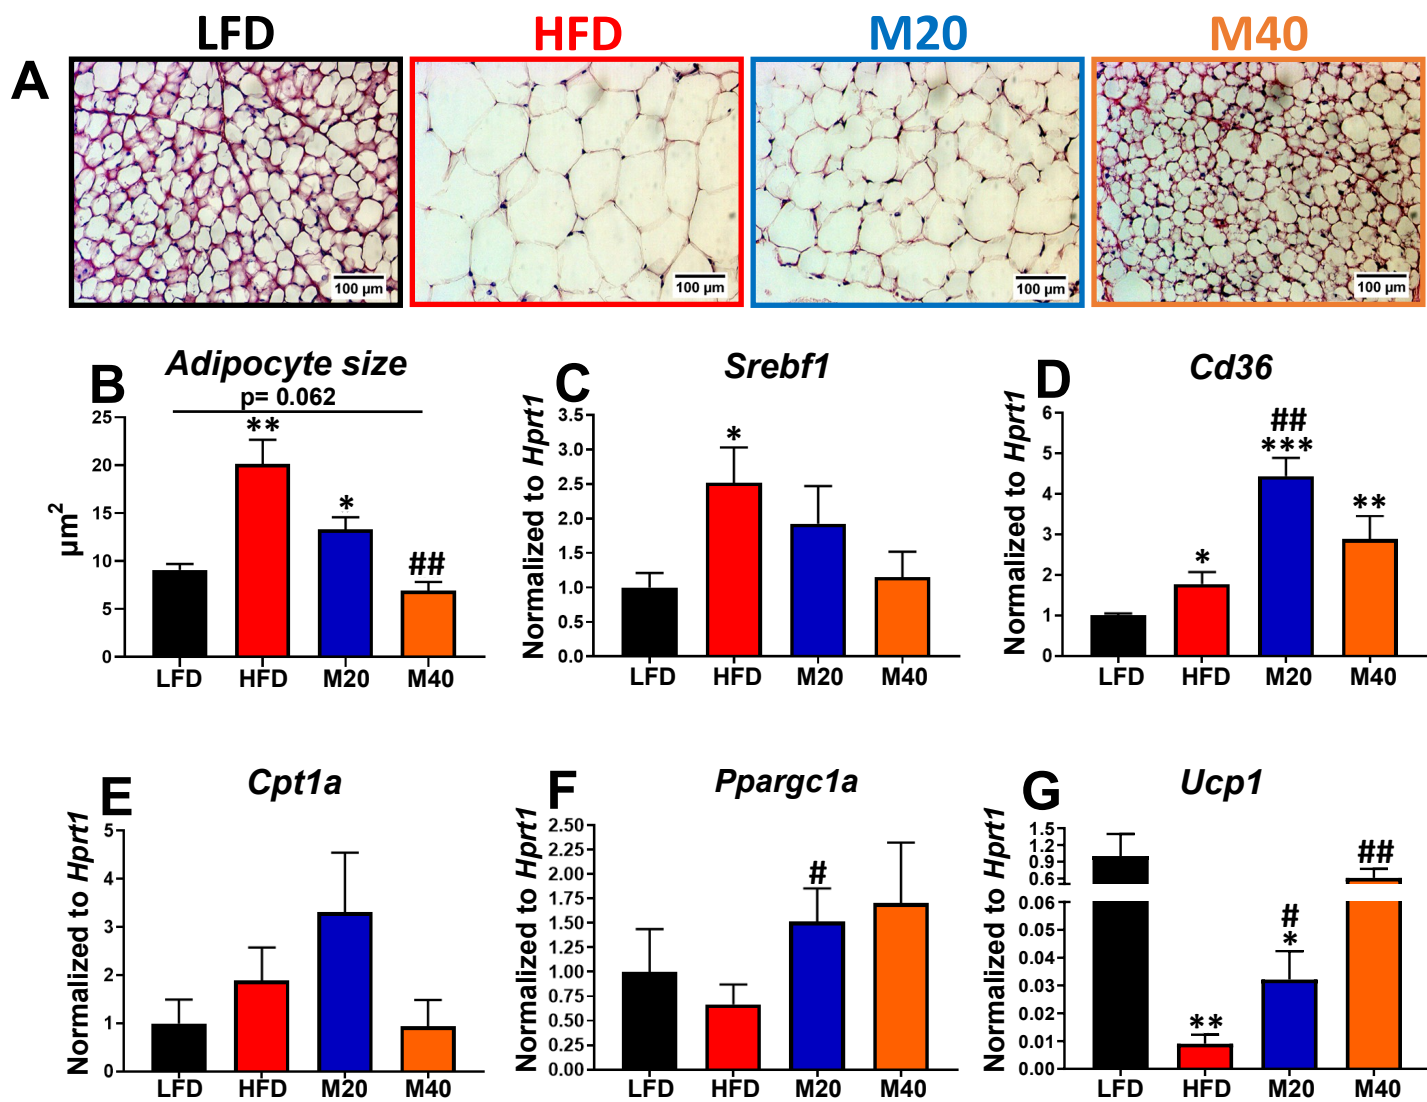 LFD HFD M20 M40
A
100 µm 100 µm 100 µm 100 µm
B Adipocyte size
p= 0.062
µm²
25
20
15
10
5
0
** * ##
LFD HFD M20 M40
C Srebf1
Normalized to Hprt1
3.5
3.0
2.5
2.0
1.5
1.0
0.5
0.0
*
LFD HFD M20 M40
D Cd36
Normalized to Hprt1
6
5
4
3
2
1
0
*
##
***
**
LFD HFD M20 M40
E Cpt1a
Normalized to Hprt1
5
4
3
2
1
0
LFD HFD M20 M40
F Ppargc1a
Normalized to Hprt1
2.50
2.25
2.00
1.75
1.50
1.25
1.00
0.75
0.50
0.25
0.00
#
LFD HFD M20 M40
G Ucp1
Normalized to Hprt1
1.5
1.2
0.9
0.6
0.06
0.05
0.04
0.03
0.02
0.01
0.00
**
#
*
##
LFD HFD M20 M40